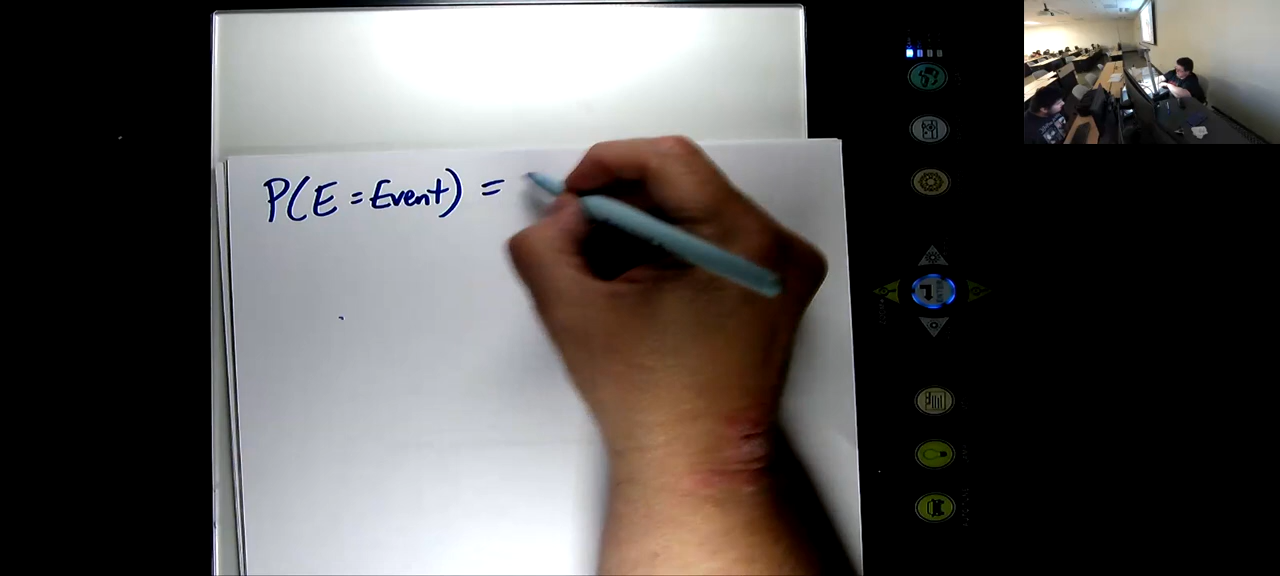 P(E = Event) =